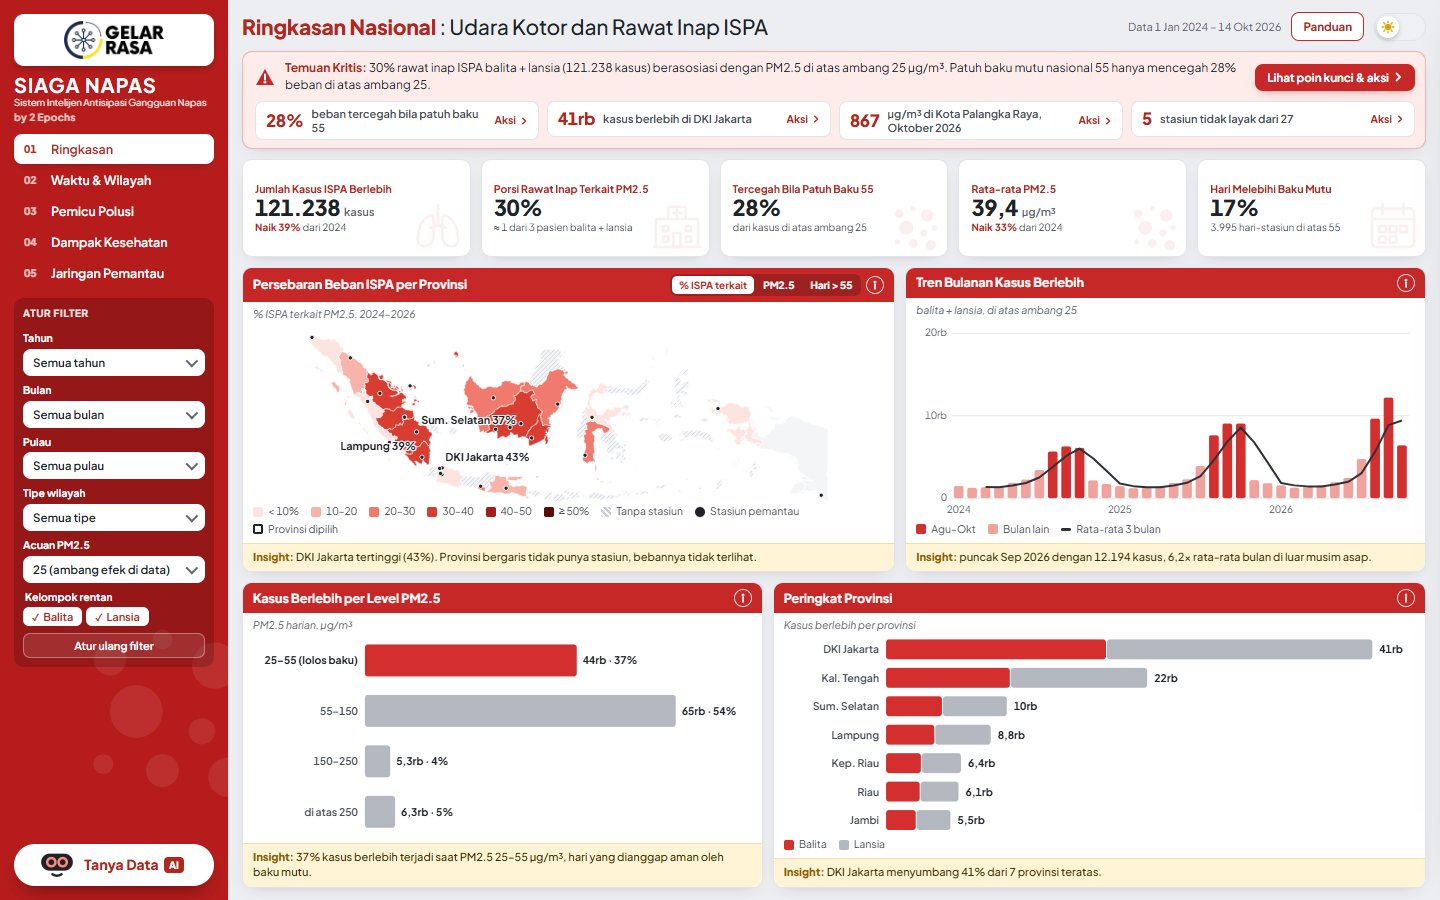 GELAR
RASA
SIAGA NAPAS
Sistem Intelijen Antisipasi Gangguan Napas
by 2 Epochs
01 Ringkasan
02 Waktu & Wilayah
03 Pemicu Polusi
04 Dampak Kesehatan
05 Jaringan Pemantau
ATUR FILTER
Tahun
Semua tahun
Bulan
Semua bulan
Pulau
Semua pulau
Tipe wilayah
Semua tipe
Acuan PM2.5
25 (ambang efek di data)
Kelompok rentan
✓ Balita ✓ Lansia
Atur ulang filter
Tanya Data AI
Ringkasan Nasional : Udara Kotor dan Rawat Inap ISPA
Data 1 Jan 2024 – 14 Okt 2026
Panduan
Temuan Kritis: 30% rawat inap ISPA balita + lansia (121.238 kasus) berasosiasi dengan PM2.5 di atas ambang 25 µg/m³. Patuh baku mutu nasional 55 hanya mencegah 28%
beban di atas ambang 25.
Lihat poin kunci & aksi
28% beban tercegah bila patuh baku
55
Aksi
41rb kasus berlebih di DKI Jakarta Aksi
867 µg/m³ di Kota Palangka Raya,
Oktober 2026
Aksi
5 stasiun tidak layak dari 27 Aksi
Jumlah Kasus ISPA Berlebih
121.238 kasus
Naik 39% dari 2024
Porsi Rawat Inap Terkait PM2.5
30%
≈ 1 dari 3 pasien balita + lansia
Tercegah Bila Patuh Baku 55
28%
dari kasus di atas ambang 25
Rata-rata PM2.5
39,4 µg/m³
Naik 33% dari 2024
Hari Melebihi Baku Mutu
17%
3.995 hari-stasiun di atas 55
Persebaran Beban ISPA per Provinsi
% ISPA terkait PM2.5 Hari > 55
% ISPA terkait PM2.5, 2024–2026
Sum. Selatan 37%
Lampung 39%
DKI Jakarta 43%
< 10% 10–20 20–30 30–40 40–50 ≥ 50% Tanpa stasiun Stasiun pemantau
Provinsi dipilih
Insight: DKI Jakarta tertinggi (43%). Provinsi bergaris tidak punya stasiun, bebannya tidak terlihat.
Tren Bulanan Kasus Berlebih
balita + lansia, di atas ambang 25
20rb
10rb
0
2024 2025 2026
Agu–Okt Bulan lain Rata-rata 3 bulan
Insight: puncak Sep 2026 dengan 12.194 kasus, 6,2x rata-rata bulan di luar musim asap.
Kasus Berlebih per Level PM2.5
PM2.5 harian, µg/m³
25–55 (lolos baku) 44rb · 37%
55–150 65rb · 54%
150–250 5,3rb · 4%
di atas 250 6,3rb · 5%
Insight: 37% kasus berlebih terjadi saat PM2.5 25–55 µg/m³, hari yang dianggap aman oleh
baku mutu.
Peringkat Provinsi
Kasus berlebih per provinsi
DKI Jakarta 41rb
Kal. Tengah 22rb
Sum. Selatan 10rb
Lampung 8,8rb
Kep. Riau 6,4rb
Riau 6,1rb
Jambi 5,5rb
Balita Lansia
Insight: DKI Jakarta menyumbang 41% dari 7 provinsi teratas.